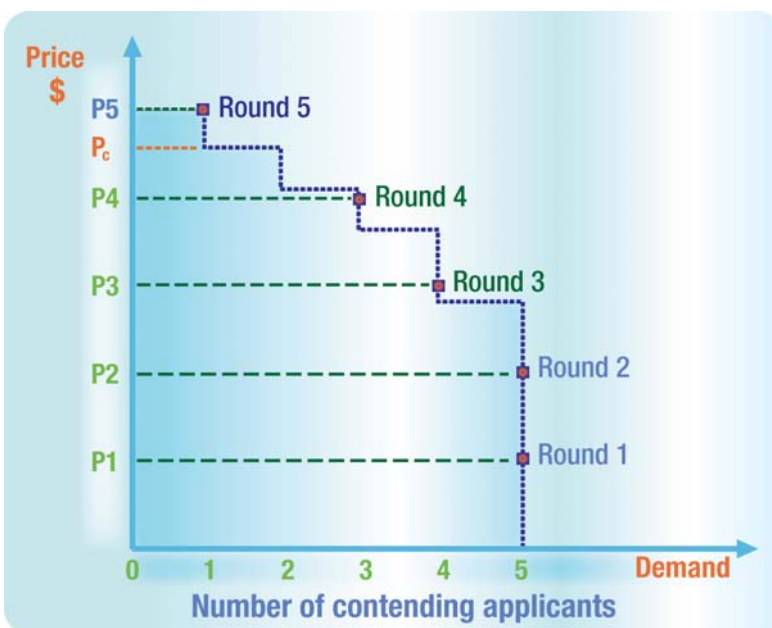 Price
$
P5
Round 5
Pc
P4
Round 4
P3
Round 3
P2
Round 2
P1
Round 1
0 1 2 3 4 5
Demand
Number of contending applicants